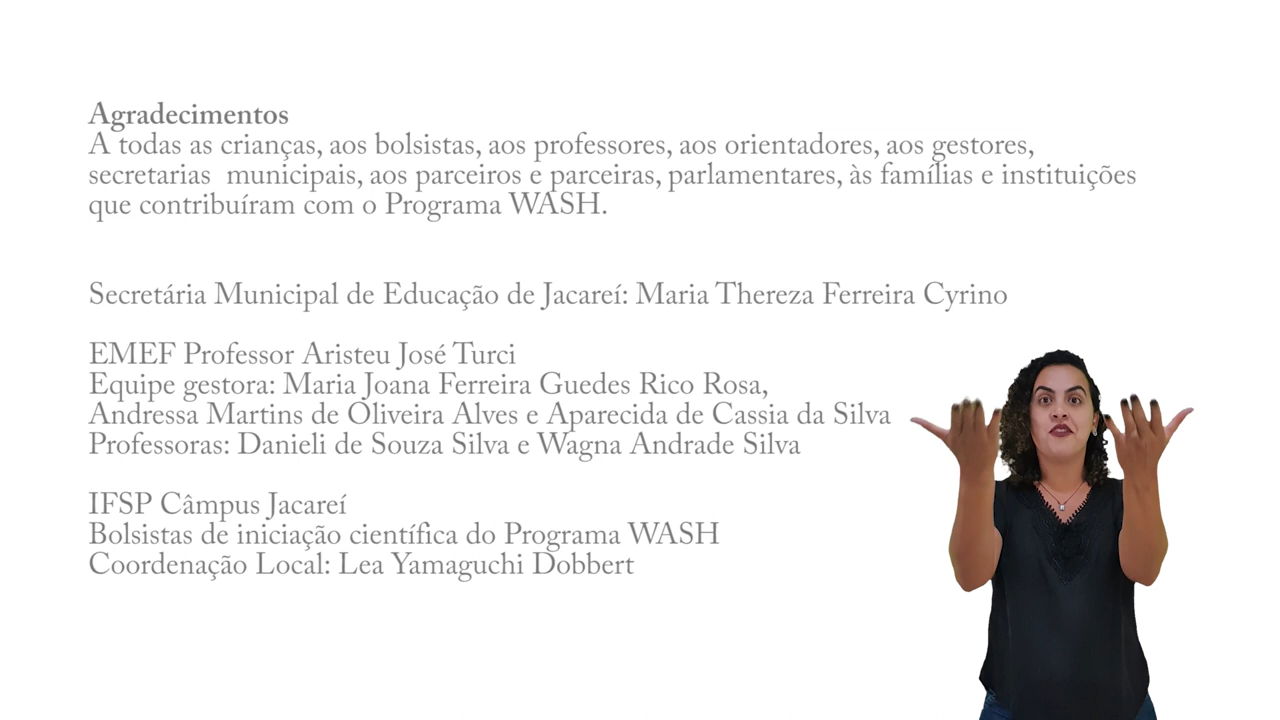 Agradecimentos
A todas as crianças, aos bolsistas, aos professores, aos orientadores, aos gestores,
secretarias  municipais, aos parceiros e parceiras, parlamentares, às famílias e instituições
que contribuíram com o Programa WASH.
Secretária Municipal de Educação de Jacareí: Maria Thereza Ferreira Cyrino
EMEF Professor Aristeu José Turci
Equipe gestora: Maria Joana Ferreira Guedes Rico Rosa,
Andressa Martins de Oliveira Alves e Aparecida de Cassia da Silva
Professoras: Danieli de Souza Silva e Wagna Andrade Silva
IFSP Câmpus Jacareí
Bolsistas de iniciação científica do Programa WASH
Coordenação Local: Lea Yamaguchi Dobbert